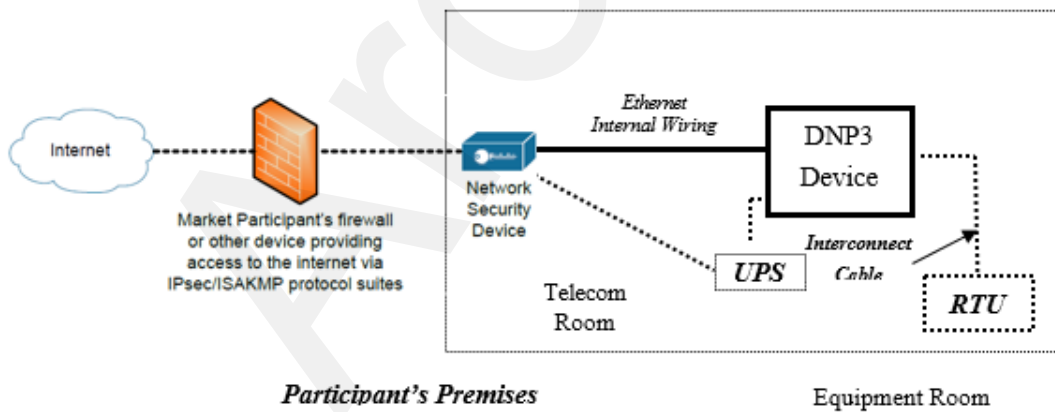 Internet
Market Participant's firewall
or other device providing
access to the internet via
IPsec/ISAKMP protocol suites
Network
Security
Device
Ethernet
Internal Wiring
DNP3
Device
UPS
Interconnect
Cable
RTU
Telecom
Room
Participant's Premises
Equipment Room